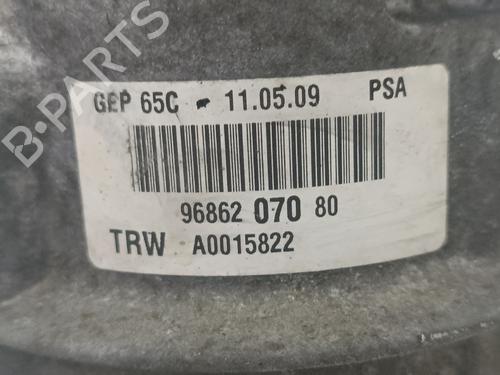 B-PARTS
GEP 65C - 11.05.09 PSA
96862 070 80
TRW A0015822